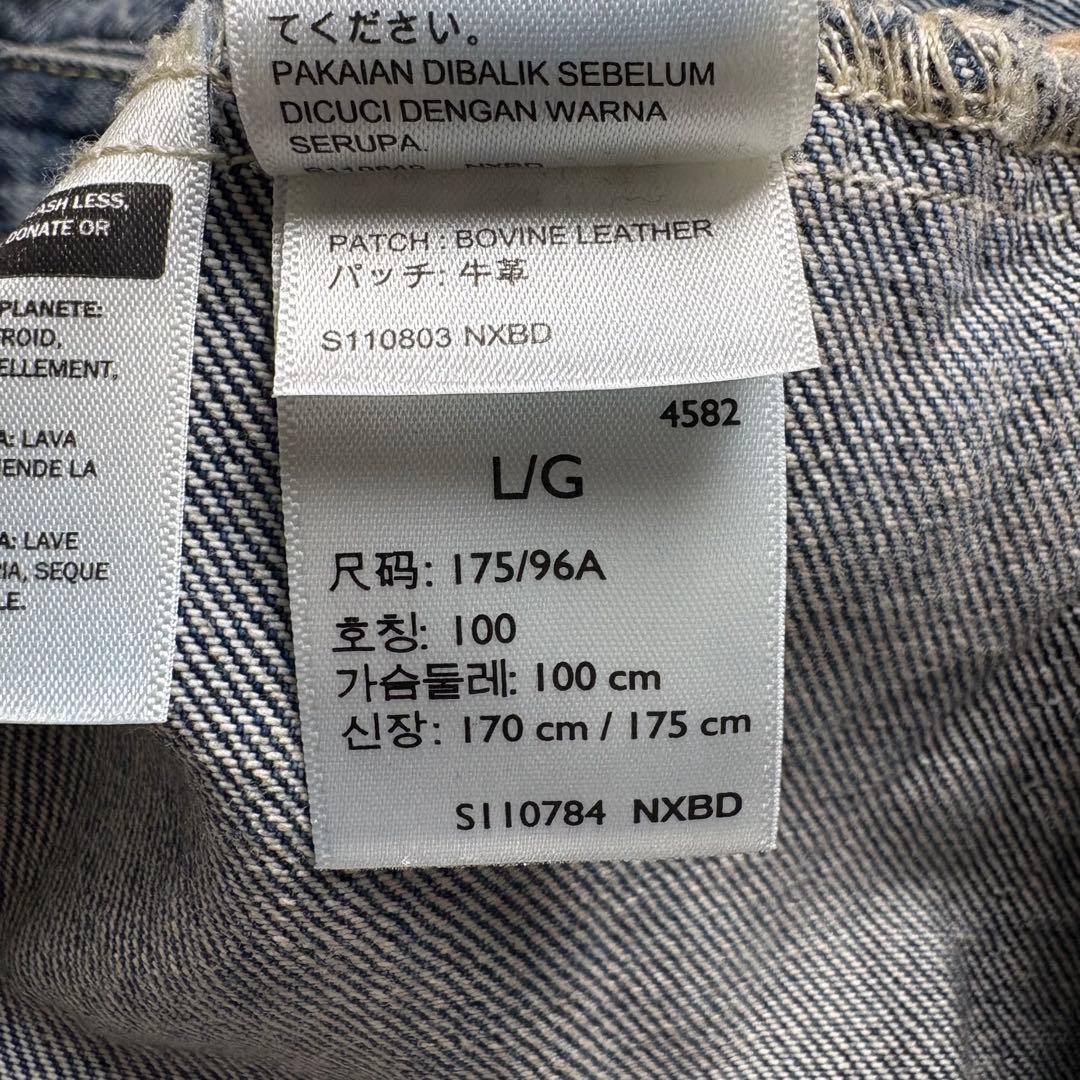 てください。
PAKAIAN DIBALIK SEBELUM
DICUCI DENGAN WARNA
SERUPA.
NXBD
PATCH : BOVINE LEATHER
パッチ: 牛革
S110803 NXBD
4582
L/G
尺码: 175/96A
호칭: 100
가슴둘레: 100 cm
신장: 170 cm / 175 cm
S110784 NXBD
LESS,
DONATE OR
PLANETE:
ROID,
ELLEMENT,
A: LAVA
ENDE LA
A: LAVE
IA, SEQUE
LE.